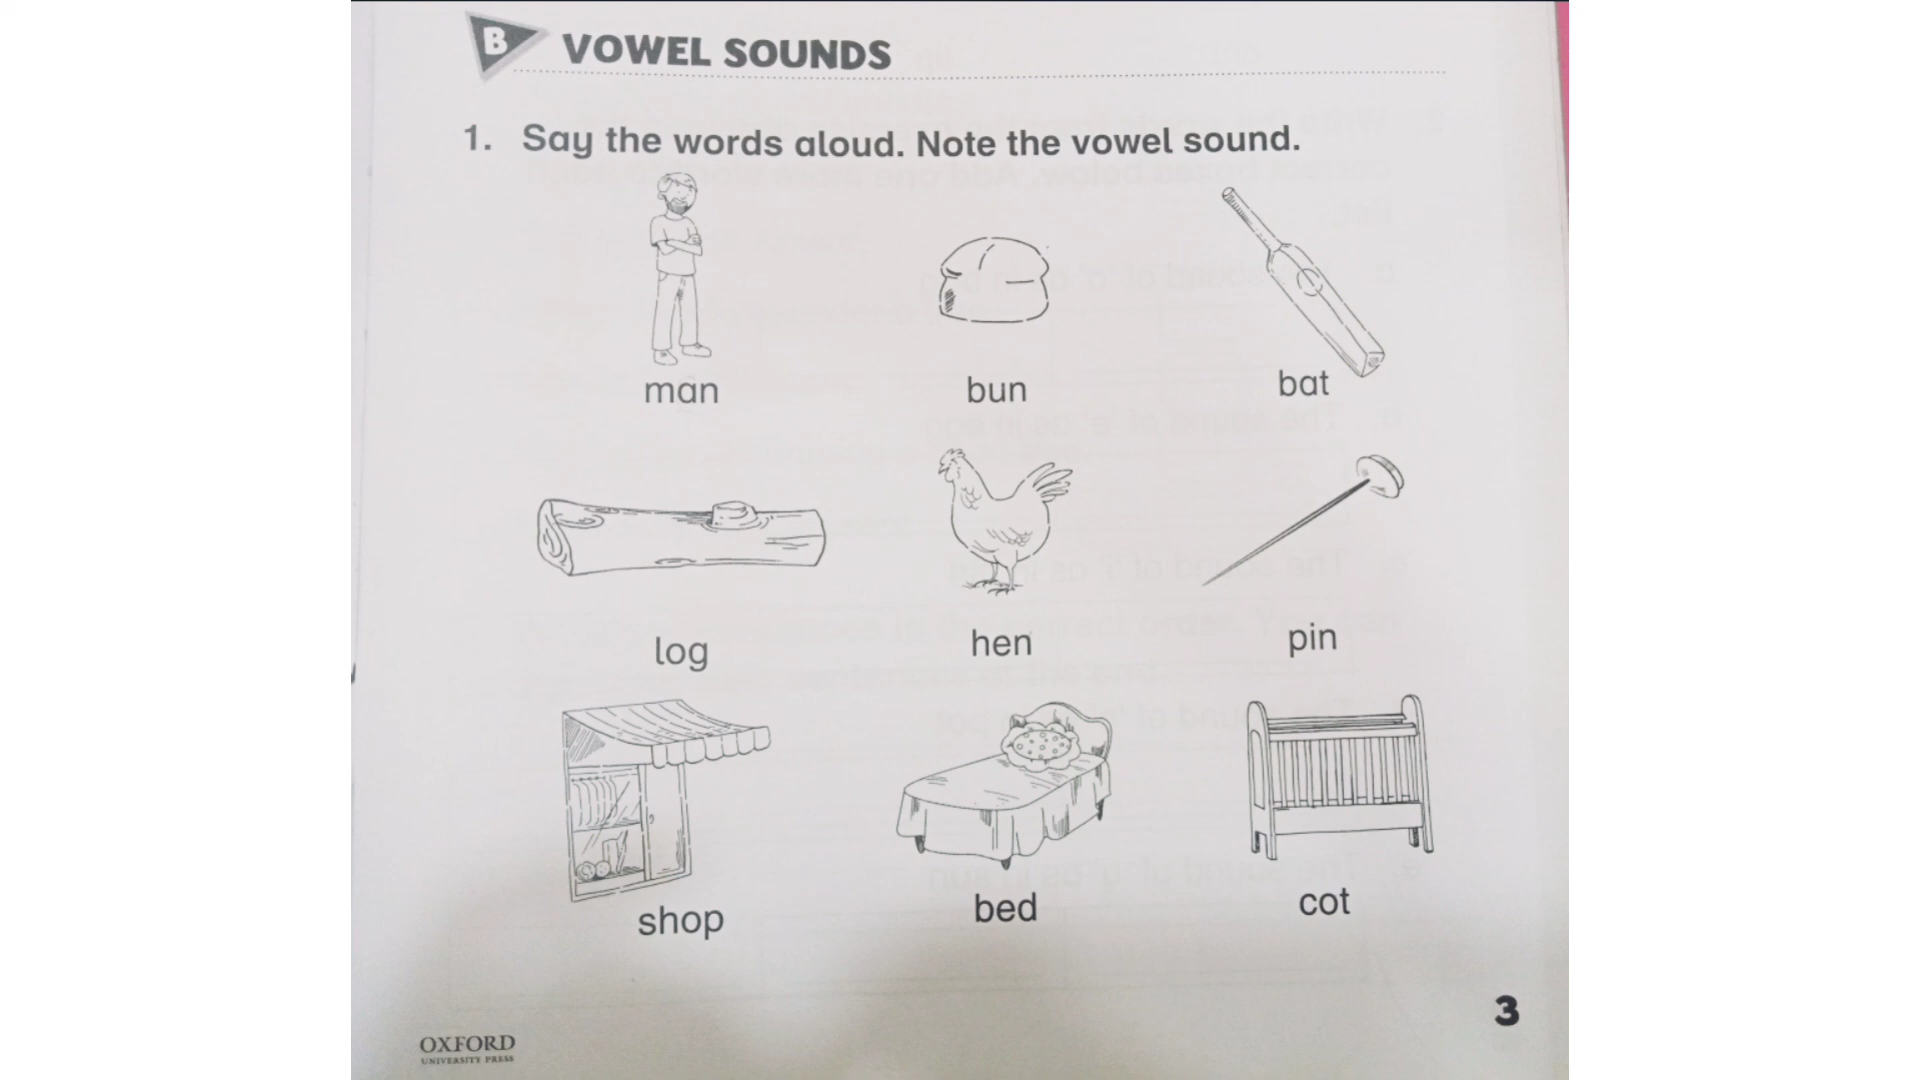 B VOWEL SOUNDS
1. Say the words aloud. Note the vowel sound.
man bun bat
log hen pin
shop bed cot
3
OXFORD
UNIVERSITY PRESS